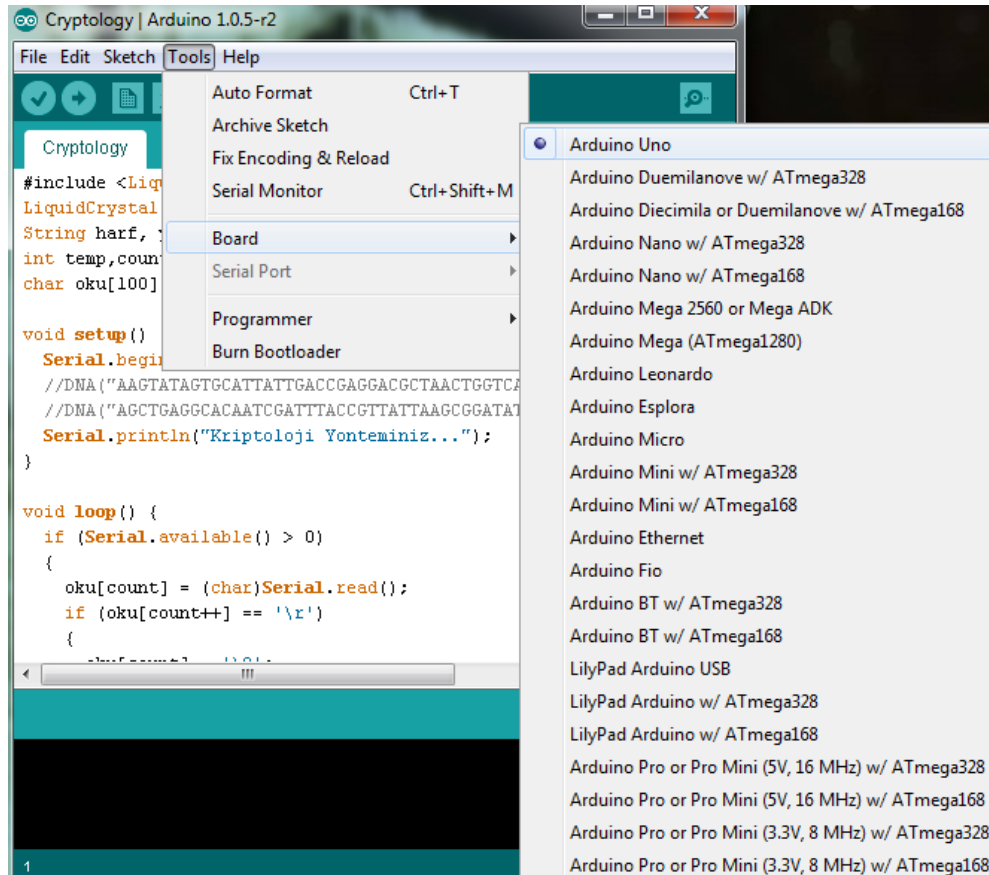 Cryptology | Arduino 1.0.5-r2
File Edit Sketch Tools Help
Auto Format Ctrl+T
Archive Sketch
Fix Encoding & Reload
Serial Monitor Ctrl+Shift+M
Board
Serial Port
Programmer
Burn Bootloader
Arduino Uno
Arduino Duemilanove w/ ATmega328
Arduino Diecimila or Duemilanove w/ ATmega168
Arduino Nano w/ ATmega328
Arduino Nano w/ ATmega168
Arduino Mega 2560 or Mega ADK
Arduino Mega (ATmega1280)
Arduino Leonardo
Arduino Esplora
Arduino Micro
Arduino Mini w/ ATmega328
Arduino Mini w/ ATmega168
Arduino Ethernet
Arduino Fio
Arduino BT w/ ATmega328
Arduino BT w/ ATmega168
LilyPad Arduino USB
LilyPad Arduino w/ ATmega328
LilyPad Arduino w/ ATmega168
Arduino Pro or Pro Mini (5V, 16 MHz) w/ ATmega328
Arduino Pro or Pro Mini (5V, 16 MHz) w/ ATmega168
Arduino Pro or Pro Mini (3.3V, 8 MHz) w/ ATmega328
Arduino Pro or Pro Mini (3.3V, 8 MHz) w/ ATmega168
Cryptology
#include <Liq
LiquidCrystal
String harf,
int temp,coun
char oku[100]
void setup()
Serial.begi
//DNA("AAGTATAGTGCATTATTGACCGAGGACGCTAACTGGTCA
//DNA("AGCTGAGGCACAATCGATTTACCGTTATTAAGCGGATAT
Serial.println("Kriptoloji Yonteminiz...");
}
void loop() {
if (Serial.available() > 0)
{
oku[count] = (char)Serial.read();
if (oku[count++] == '\r')
{
1